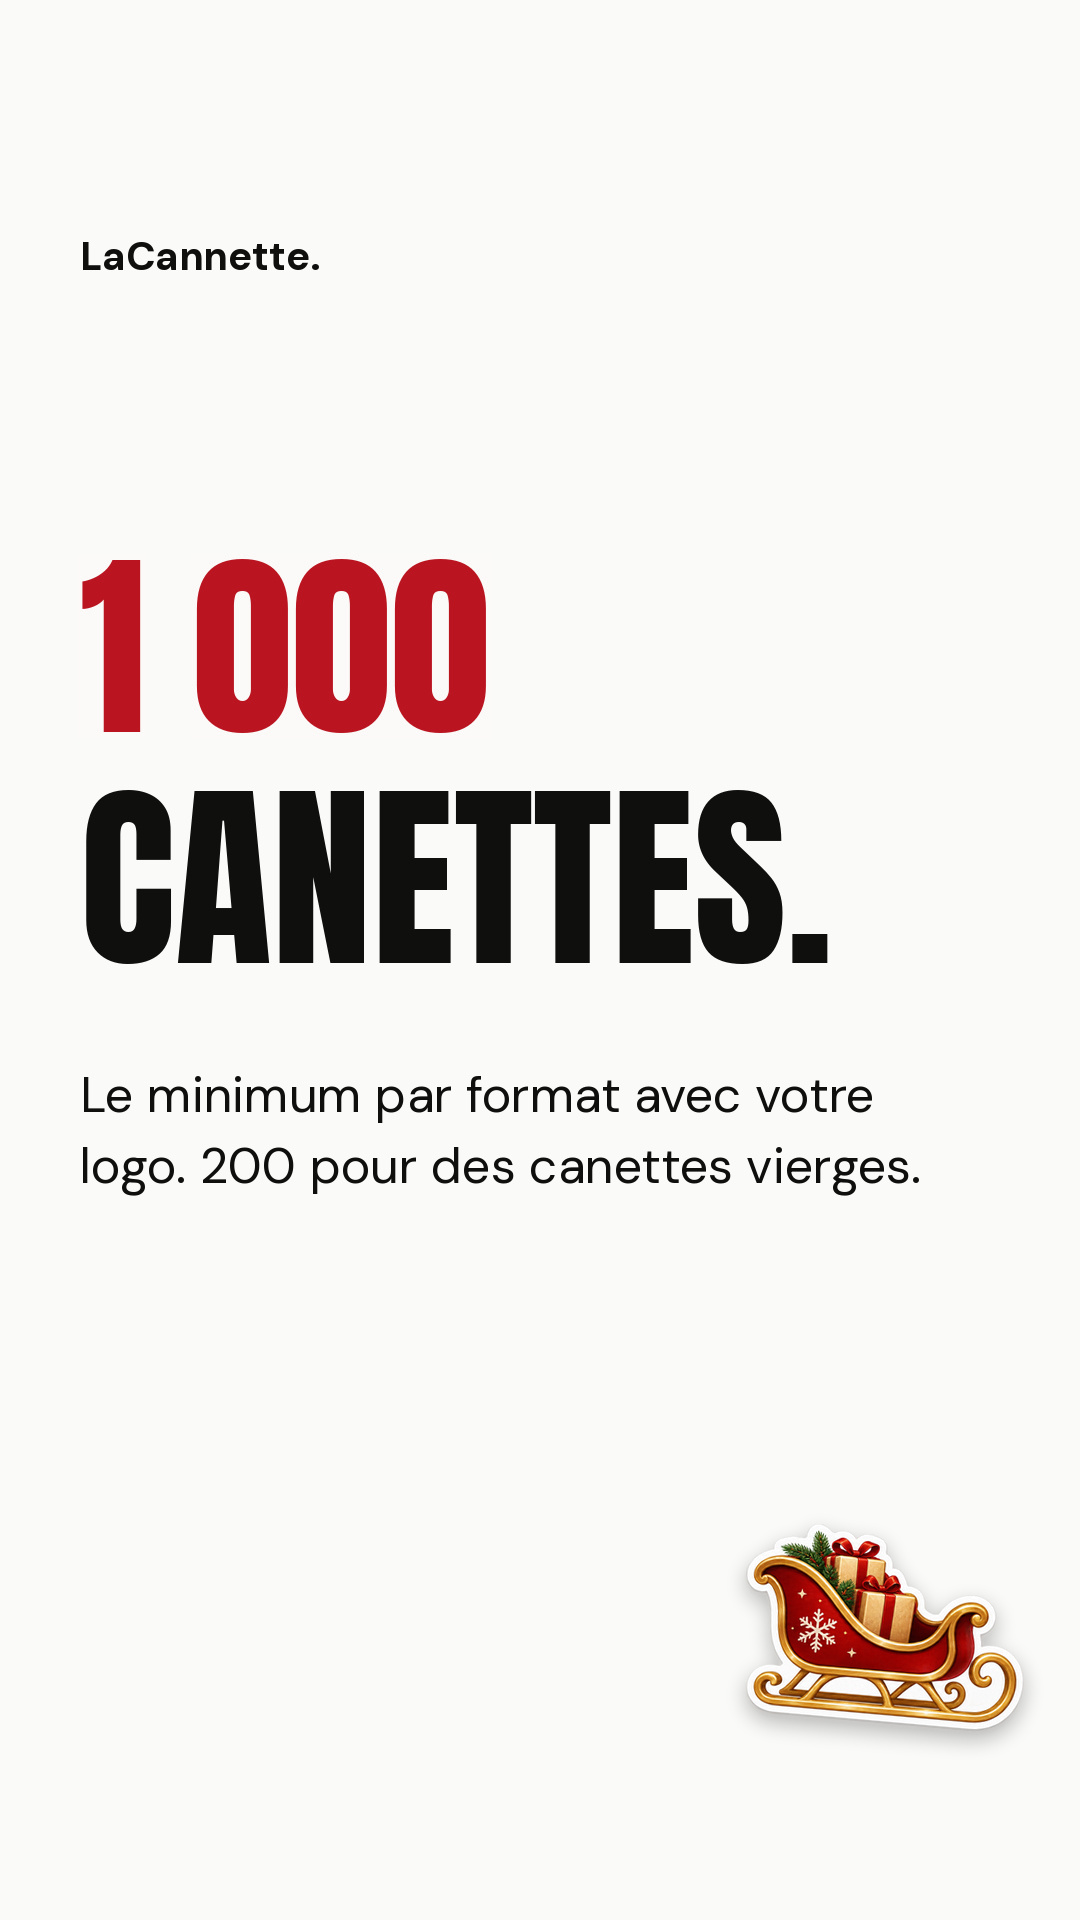 LaCannette.
1 000
CANETTES.
Le minimum par format avec votre
logo. 200 pour des canettes vierges.